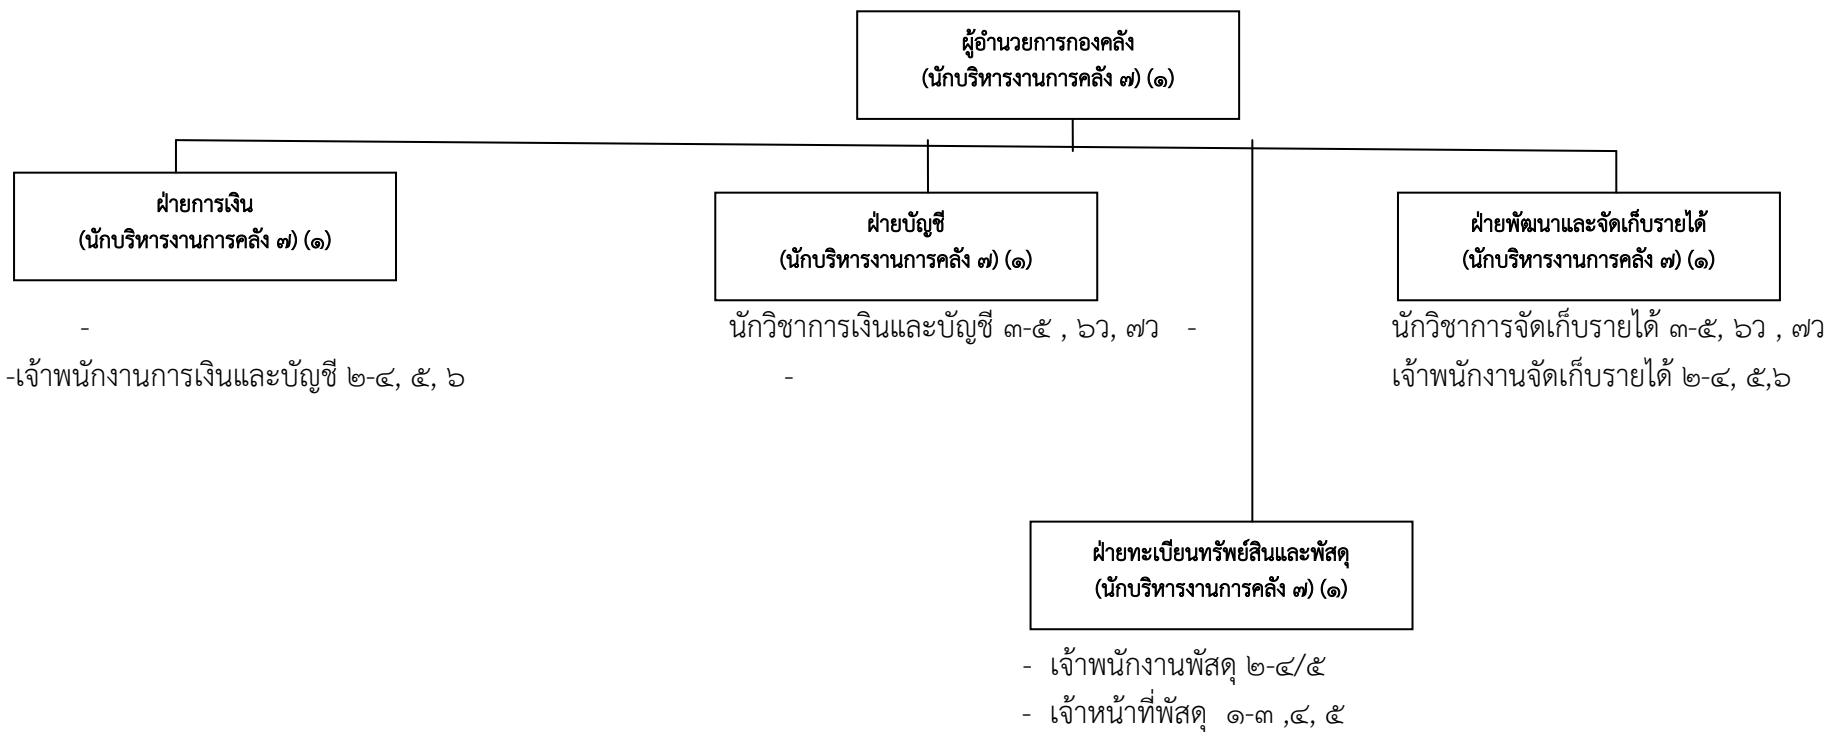 ผู้อำนวยการกองคลัง
(นักบริหารงานการคลัง ๗) (๑)
ฝ่ายการเงิน
(นักบริหารงานการคลัง ๗) (๑)
ฝ่ายบัญชี
(นักบริหารงานการคลัง ๗) (๑)
ฝ่ายพัฒนาและจัดเก็บรายได้
(นักบริหารงานการคลัง ๗) (๑)
-
นักวิชาการเงินและบัญชี ๓-๕ , ๖ว, ๗ว -
นักวิชาการจัดเก็บรายได้ ๓-๕, ๖ว , ๗ว
-เจ้าพนักงานการเงินและบัญชี ๒-๔, ๕, ๖
-
เจ้าพนักงานจัดเก็บรายได้ ๒-๔, ๕,๖
ฝ่ายทะเบียนทรัพย์สินและพัสดุ
(นักบริหารงานการคลัง ๗) (๑)
- เจ้าพนักงานพัสดุ ๒-๔/๕
- เจ้าหน้าที่พัสดุ ๑-๓ ,๔, ๕